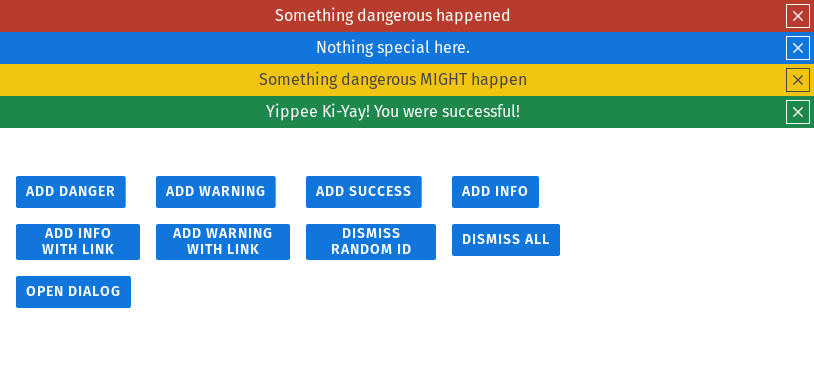 Something dangerous happened
Nothing special here.
Something dangerous MIGHT happen
Yippee Ki-Yay! You were successful!
ADD DANGER
ADD WARNING
ADD SUCCESS
ADD INFO
ADD INFO
WITH LINK
ADD WARNING
WITH LINK
DISMISS
RANDOM ID
DISMISS ALL
OPEN DIALOG